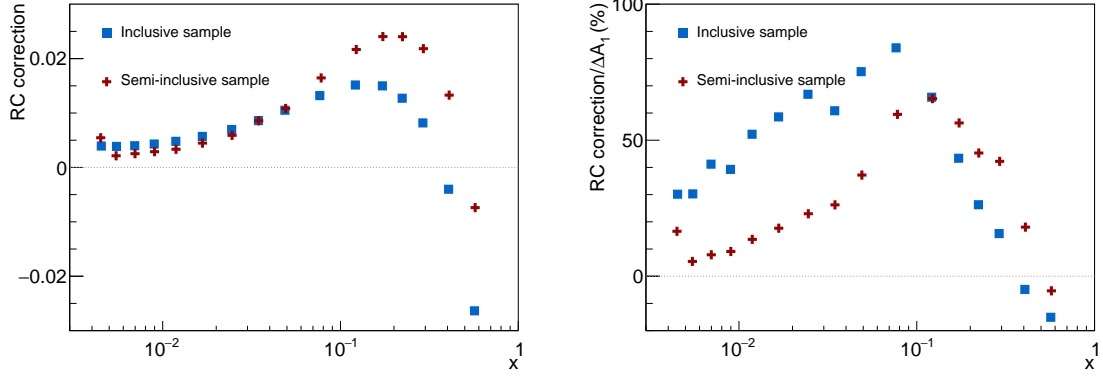 RC correction
0.02
0
−0.02
Inclusive sample
Semi-inclusive sample
10−2
10−1
1
x
RC correction/ΔA1 (%)
100
50
0
Inclusive sample
Semi-inclusive sample
10−2
10−1
1
x